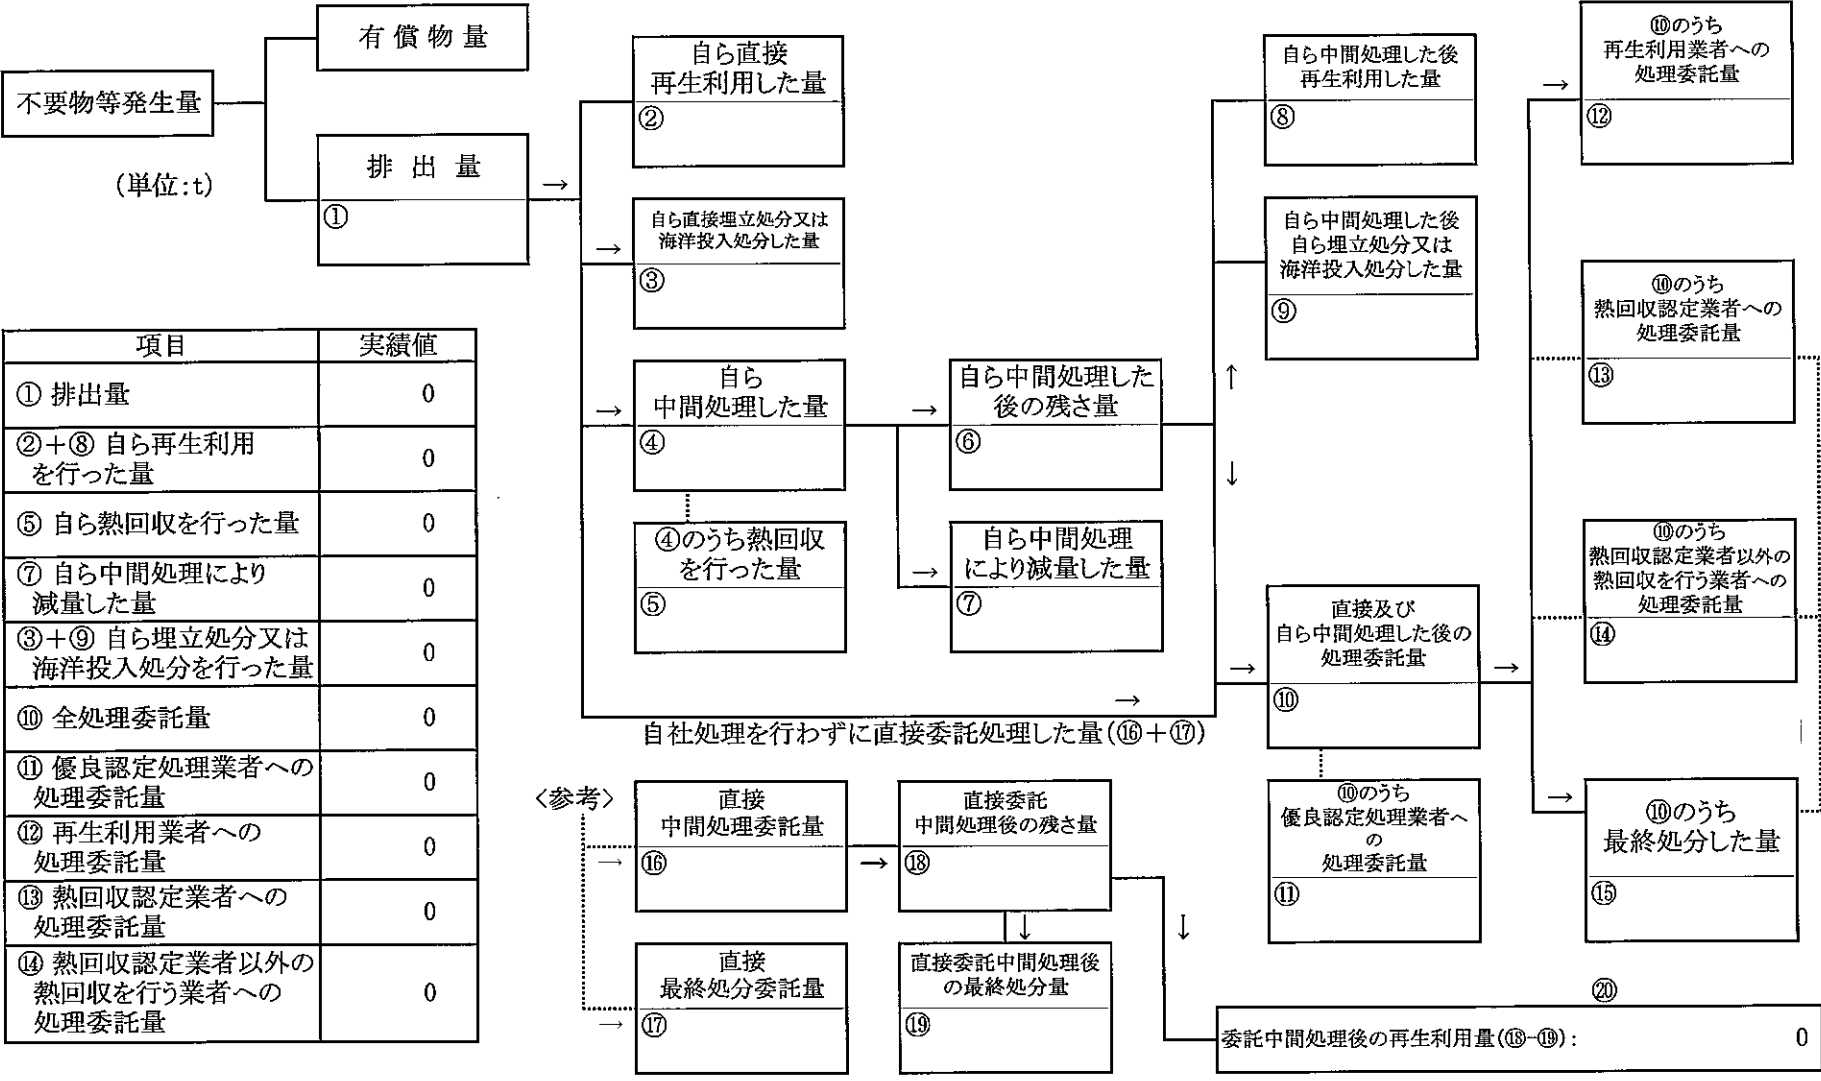 不要物等発生量
(単位:t)
有償物量
排出量
→
①
自ら直接
再生利用した量
②
自ら直接埋立処分又は
海洋投入処分した量
→
③
自ら
中間処理した量
→
④
④のうち熱回収
を行った量
⑤
→
自ら中間処理した
後の残さ量
⑥
→
自ら中間処理
により減量した量
⑦
→
自社処理を行わずに直接委託処理した量(⑯+⑰)
自ら中間処理した後
再生利用した量
⑧
自ら中間処理した後
自ら埋立処分又は
海洋投入処分した量
⑨
↑
↓
→
直接及び
自ら中間処理した後の
処理委託量
⑩
→
⑩のうち
優良認定処理業者へ
の
処理委託量
⑪
→
⑩のうち
再生利用業者への
処理委託量
⑫
⑩のうち
熱回収認定業者への
処理委託量
⑬
⑩のうち
熱回収認定業者以外の
熱回収を行う業者への
処理委託量
⑭
→
⑩のうち
最終処分した量
⑮
項目 実績値
① 排出量 0
②+⑧ 自ら再生利用
を行った量 0
⑤ 自ら熱回収を行った量 0
⑦ 自ら中間処理により
減量した量 0
③+⑨ 自ら埋立処分又は
海洋投入処分を行った量 0
⑩ 全処理委託量 0
⑪ 優良認定処理業者への
処理委託量 0
⑫ 再生利用業者への
処理委託量 0
⑬ 熱回収認定業者への
処理委託量 0
⑭ 熱回収認定業者以外の
熱回収を行う業者への 0
処理委託量
〈参考〉
→
直接
中間処理委託量
⑯
→
直接委託
中間処理後の残さ量
⑱
→
直接
最終処分委託量
⑰
↓
直接委託中間処理後
の最終処分量
⑲
↓
⑳
委託中間処理後の再生利用量(⑱-⑲): 0